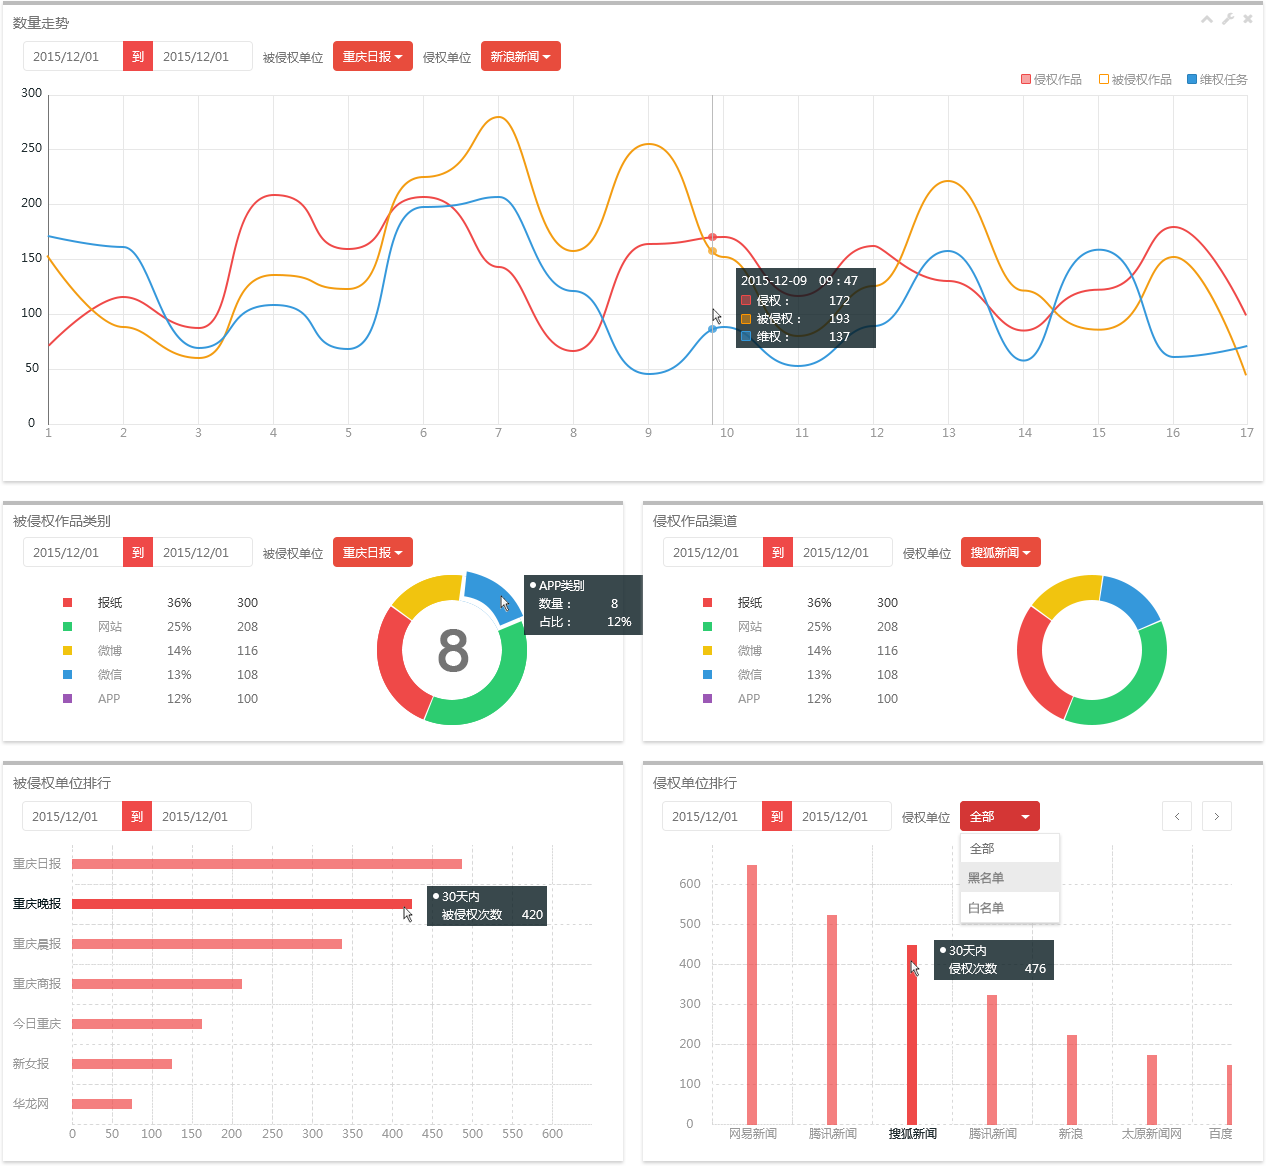 数量走势
2015/12/01 到 2015/12/01 被侵权单位 重庆日报 侵权单位 新浪新闻
侵权作品 被侵权作品 维权任务
300
250
200
150
100
50
0
2015-12-09 09：47
侵权： 172
被侵权： 193
维权： 137
1 2 3 4 5 6 7 8 9 10 11 12 13 14 15 16 17
被侵权作品类别
2015/12/01 到 2015/12/01 被侵权单位 重庆日报
报纸 36% 300
网站 25% 208
微博 14% 116
微信 13% 108
APP 12% 100
8
APP类别
数量： 8
占比： 12%
侵权作品渠道
2015/12/01 到 2015/12/01 侵权单位 搜狐新闻
报纸 36% 300
网站 25% 208
微博 14% 116
微信 13% 108
APP 12% 100
被侵权单位排行
2015/12/01 到 2015/12/01
重庆日报
重庆晚报
重庆晨报
重庆商报
今日重庆
新女报
华龙网
30天内
被侵权次数 420
0 50 100 150 200 250 300 350 400 450 500 550 600
侵权单位排行
2015/12/01 到 2015/12/01 侵权单位 全部
全部
黑名单
白名单
600
500
400
300
200
100
0
30天内
侵权次数 476
网易新闻 腾讯新闻 搜狐新闻 腾讯新闻 新浪 太原新闻网 百度